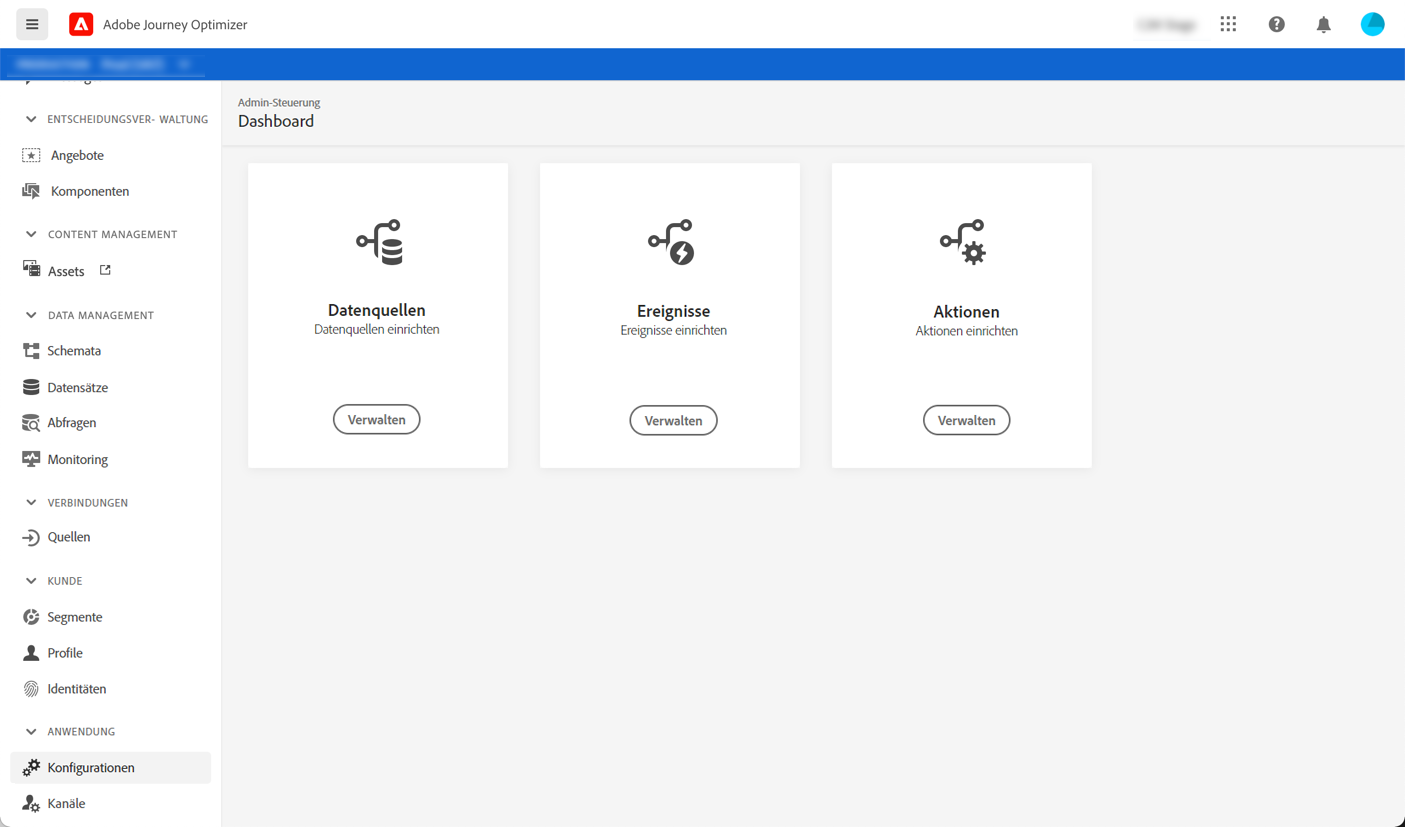 Adobe Journey Optimizer
ENTSCHEIDUNGSVER- WALTUNG
Angebote
Komponenten
CONTENT MANAGEMENT
Assets
DATA MANAGEMENT
Schemata
Datensätze
Abfragen
Monitoring
VERBINDUNGEN
Quellen
KUNDE
Segmente
Profile
Identitäten
ANWENDUNG
Konfigurationen
Kanäle
Admin-Steuerung
Dashboard
Datenquellen
Datenquellen einrichten
Verwalten
Ereignisse
Ereignisse einrichten
Verwalten
Aktionen
Aktionen einrichten
Verwalten